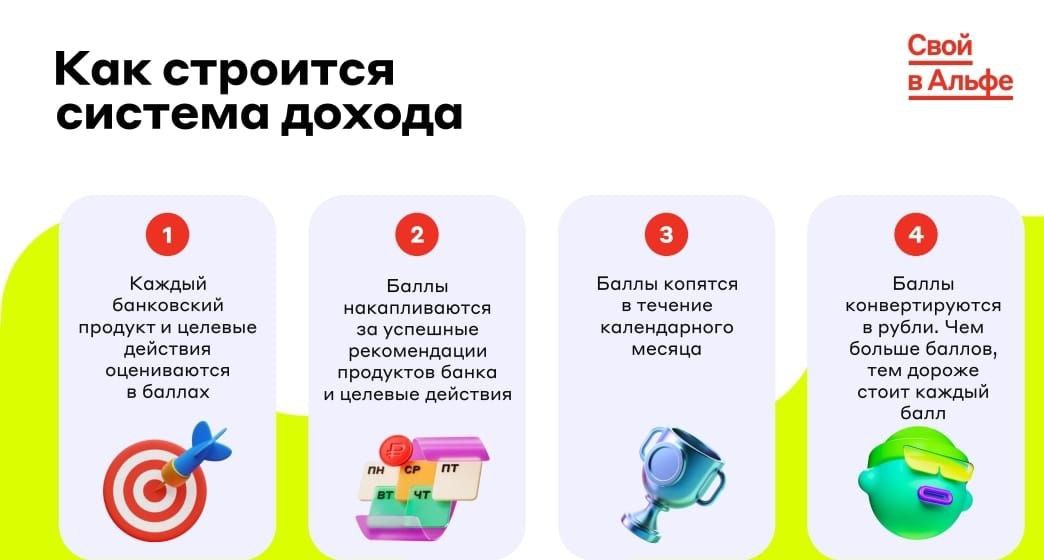 Как строится
система дохода
Свой
в Альфе
1
Каждый
банковский
продукт и целевые
действия
оцениваются
в баллах
2
Баллы
накапливаются
за успешные
рекомендации
продуктов банка
и целевые действия
ПН
СР
ПТ
ВТ
ЧТ
3
Баллы копятся
в течение
календарного
месяца
4
Баллы
конвертируются
в рубли. Чем
больше баллов,
тем дороже
стоит каждый
балл